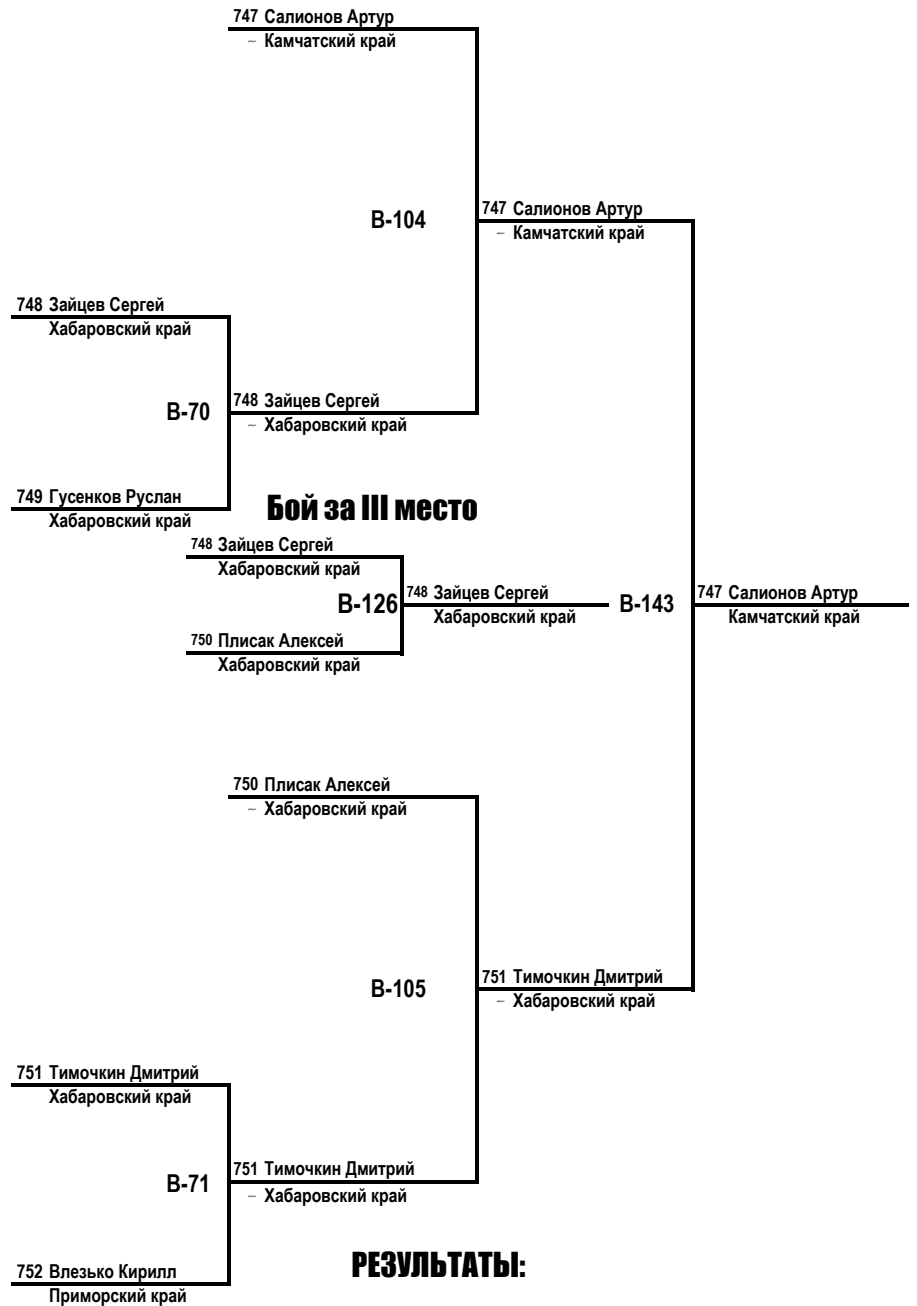 747 Салионов Артур
– Камчатский край
B-104
747 Салионов Артур
– Камчатский край
748 Зайцев Сергей
Хабаровский край
B-70
748 Зайцев Сергей
– Хабаровский край
749 Гусенков Руслан
Хабаровский край
Бой за III место
748 Зайцев Сергей
Хабаровский край
B-126
748 Зайцев Сергей
Хабаровский край
B-143
747 Салионов Артур
Камчатский край
750 Плисак Алексей
Хабаровский край
750 Плисак Алексей
– Хабаровский край
B-105
751 Тимочкин Дмитрий
– Хабаровский край
751 Тимочкин Дмитрий
Хабаровский край
B-71
751 Тимочкин Дмитрий
– Хабаровский край
752 Влезько Кирилл
Приморский край
РЕЗУЛЬТАТЫ: